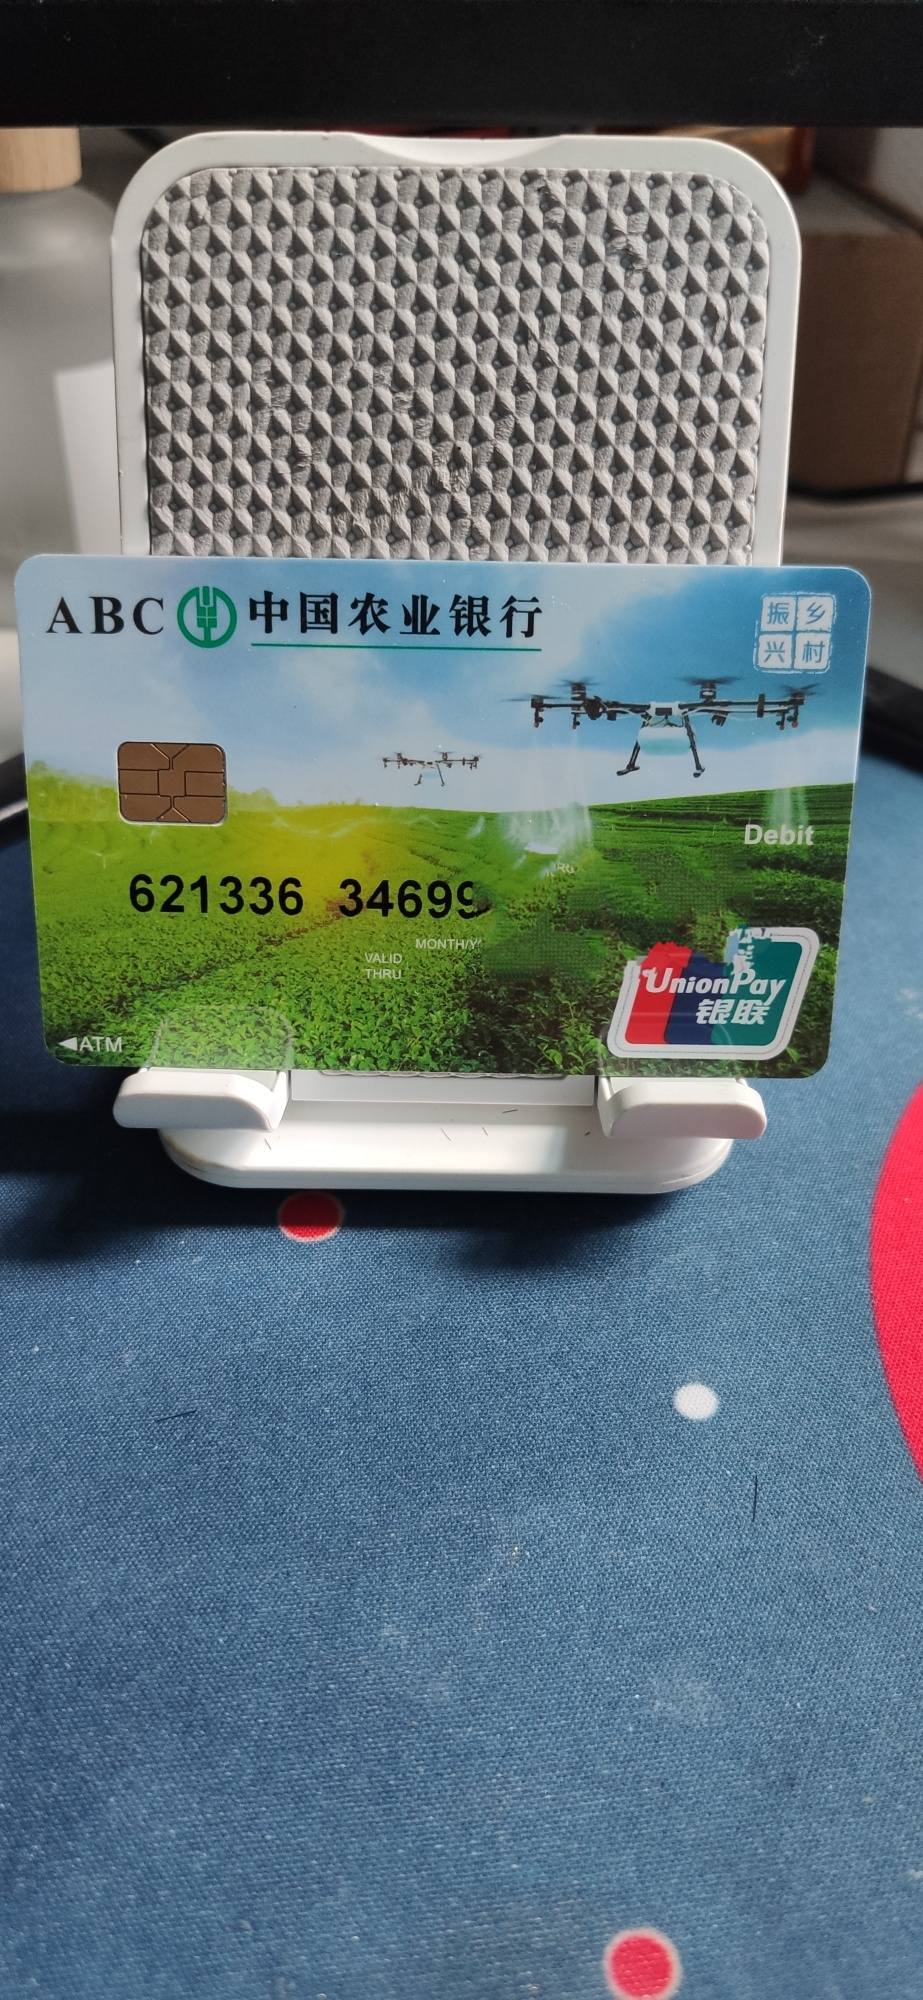 ABC 中国农业银行
振兴乡村
Debit
621336 34699
MONTH/Y
VALID
THRU
UnionPay
银联
◀ATM